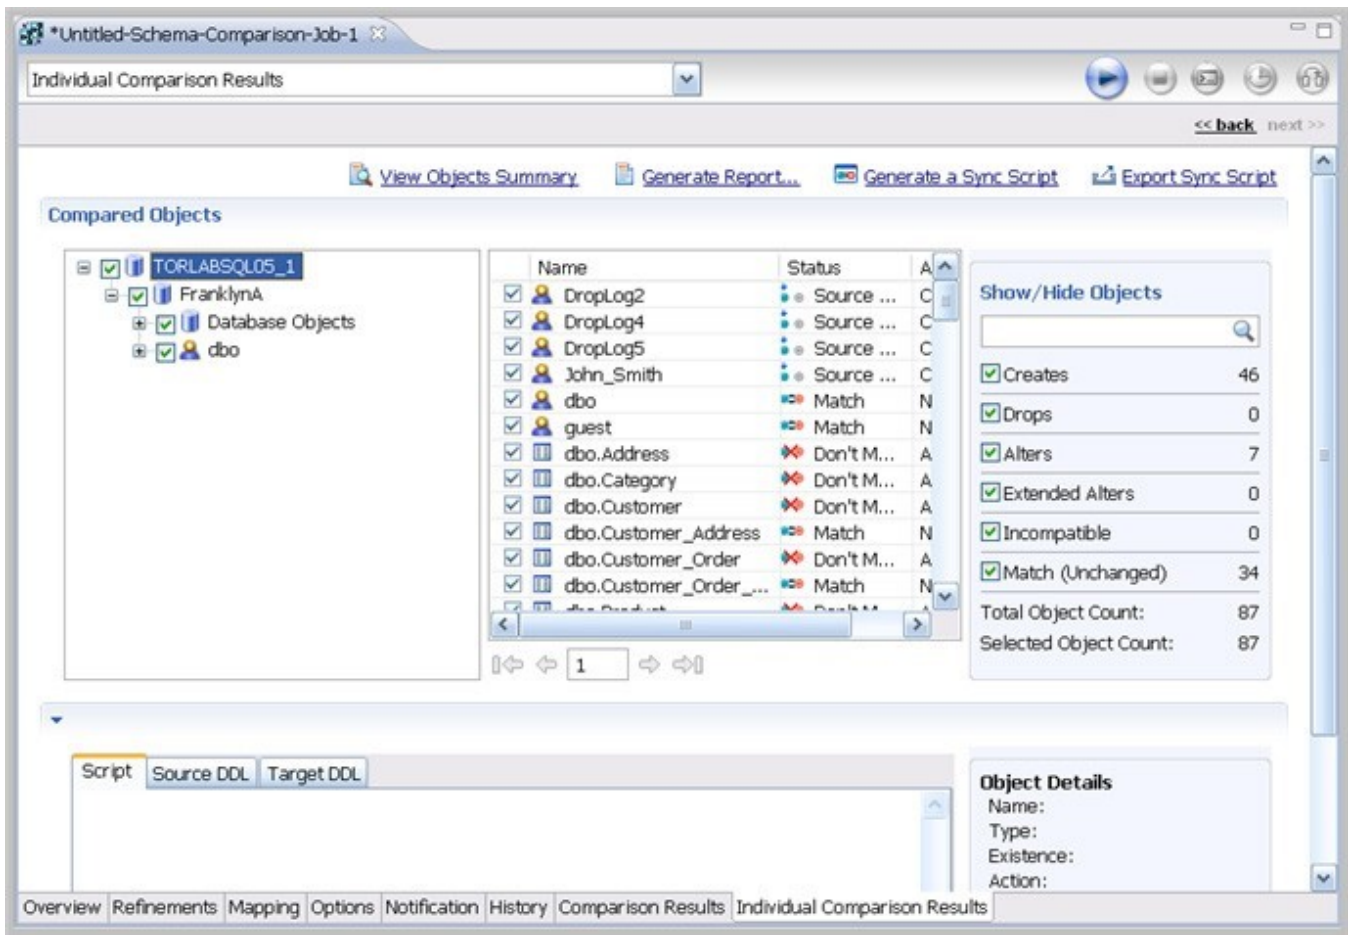 *Untitled-Schema-Comparison-Job-1
Individual Comparison Results
<< back next >>
View Objects Summary Generate Report... Generate a Sync Script Export Sync Script
Compared Objects
TORLABSQL05_1
FranklynA
Database Objects
dbo
Name Status A
DropLog2 Source ... C
DropLog4 Source ... C
DropLog5 Source ... C
John_Smith Source ... C
dbo Match N
guest Match N
dbo.Address Don't M... A
dbo.Category Don't M... A
dbo.Customer Don't M... A
dbo.Customer_Address Match N
dbo.Customer_Order Don't M... A
dbo.Customer_Order_... Match N
1
Show/Hide Objects
Creates 46
Drops 0
Alters 7
Extended Alters 0
Incompatible 0
Match (Unchanged) 34
Total Object Count: 87
Selected Object Count: 87
Script Source DDL Target DDL
Object Details
Name:
Type:
Existence:
Action:
Overview Refinements Mapping Options Notification History Comparison Results Individual Comparison Results